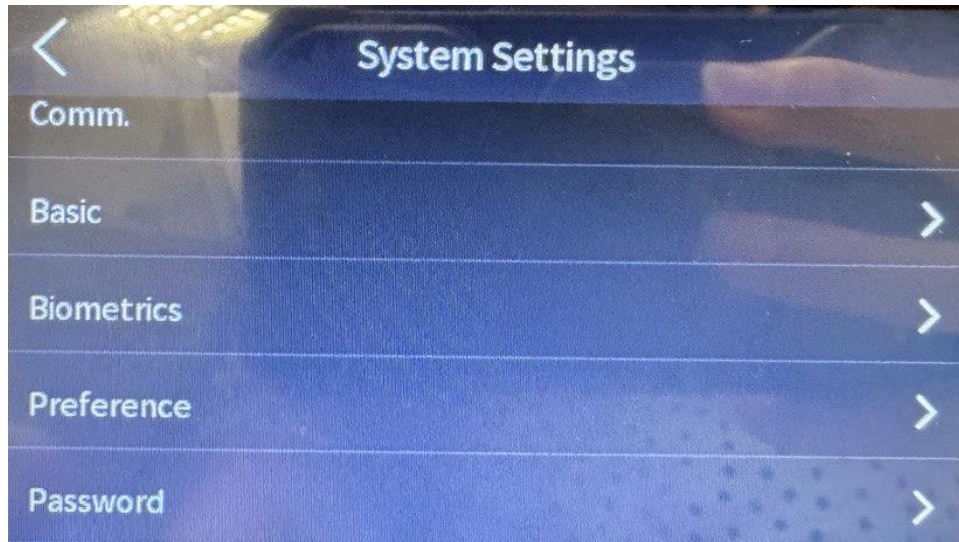 System Settings
Comm.
Basic
Biometrics
Preference
Password